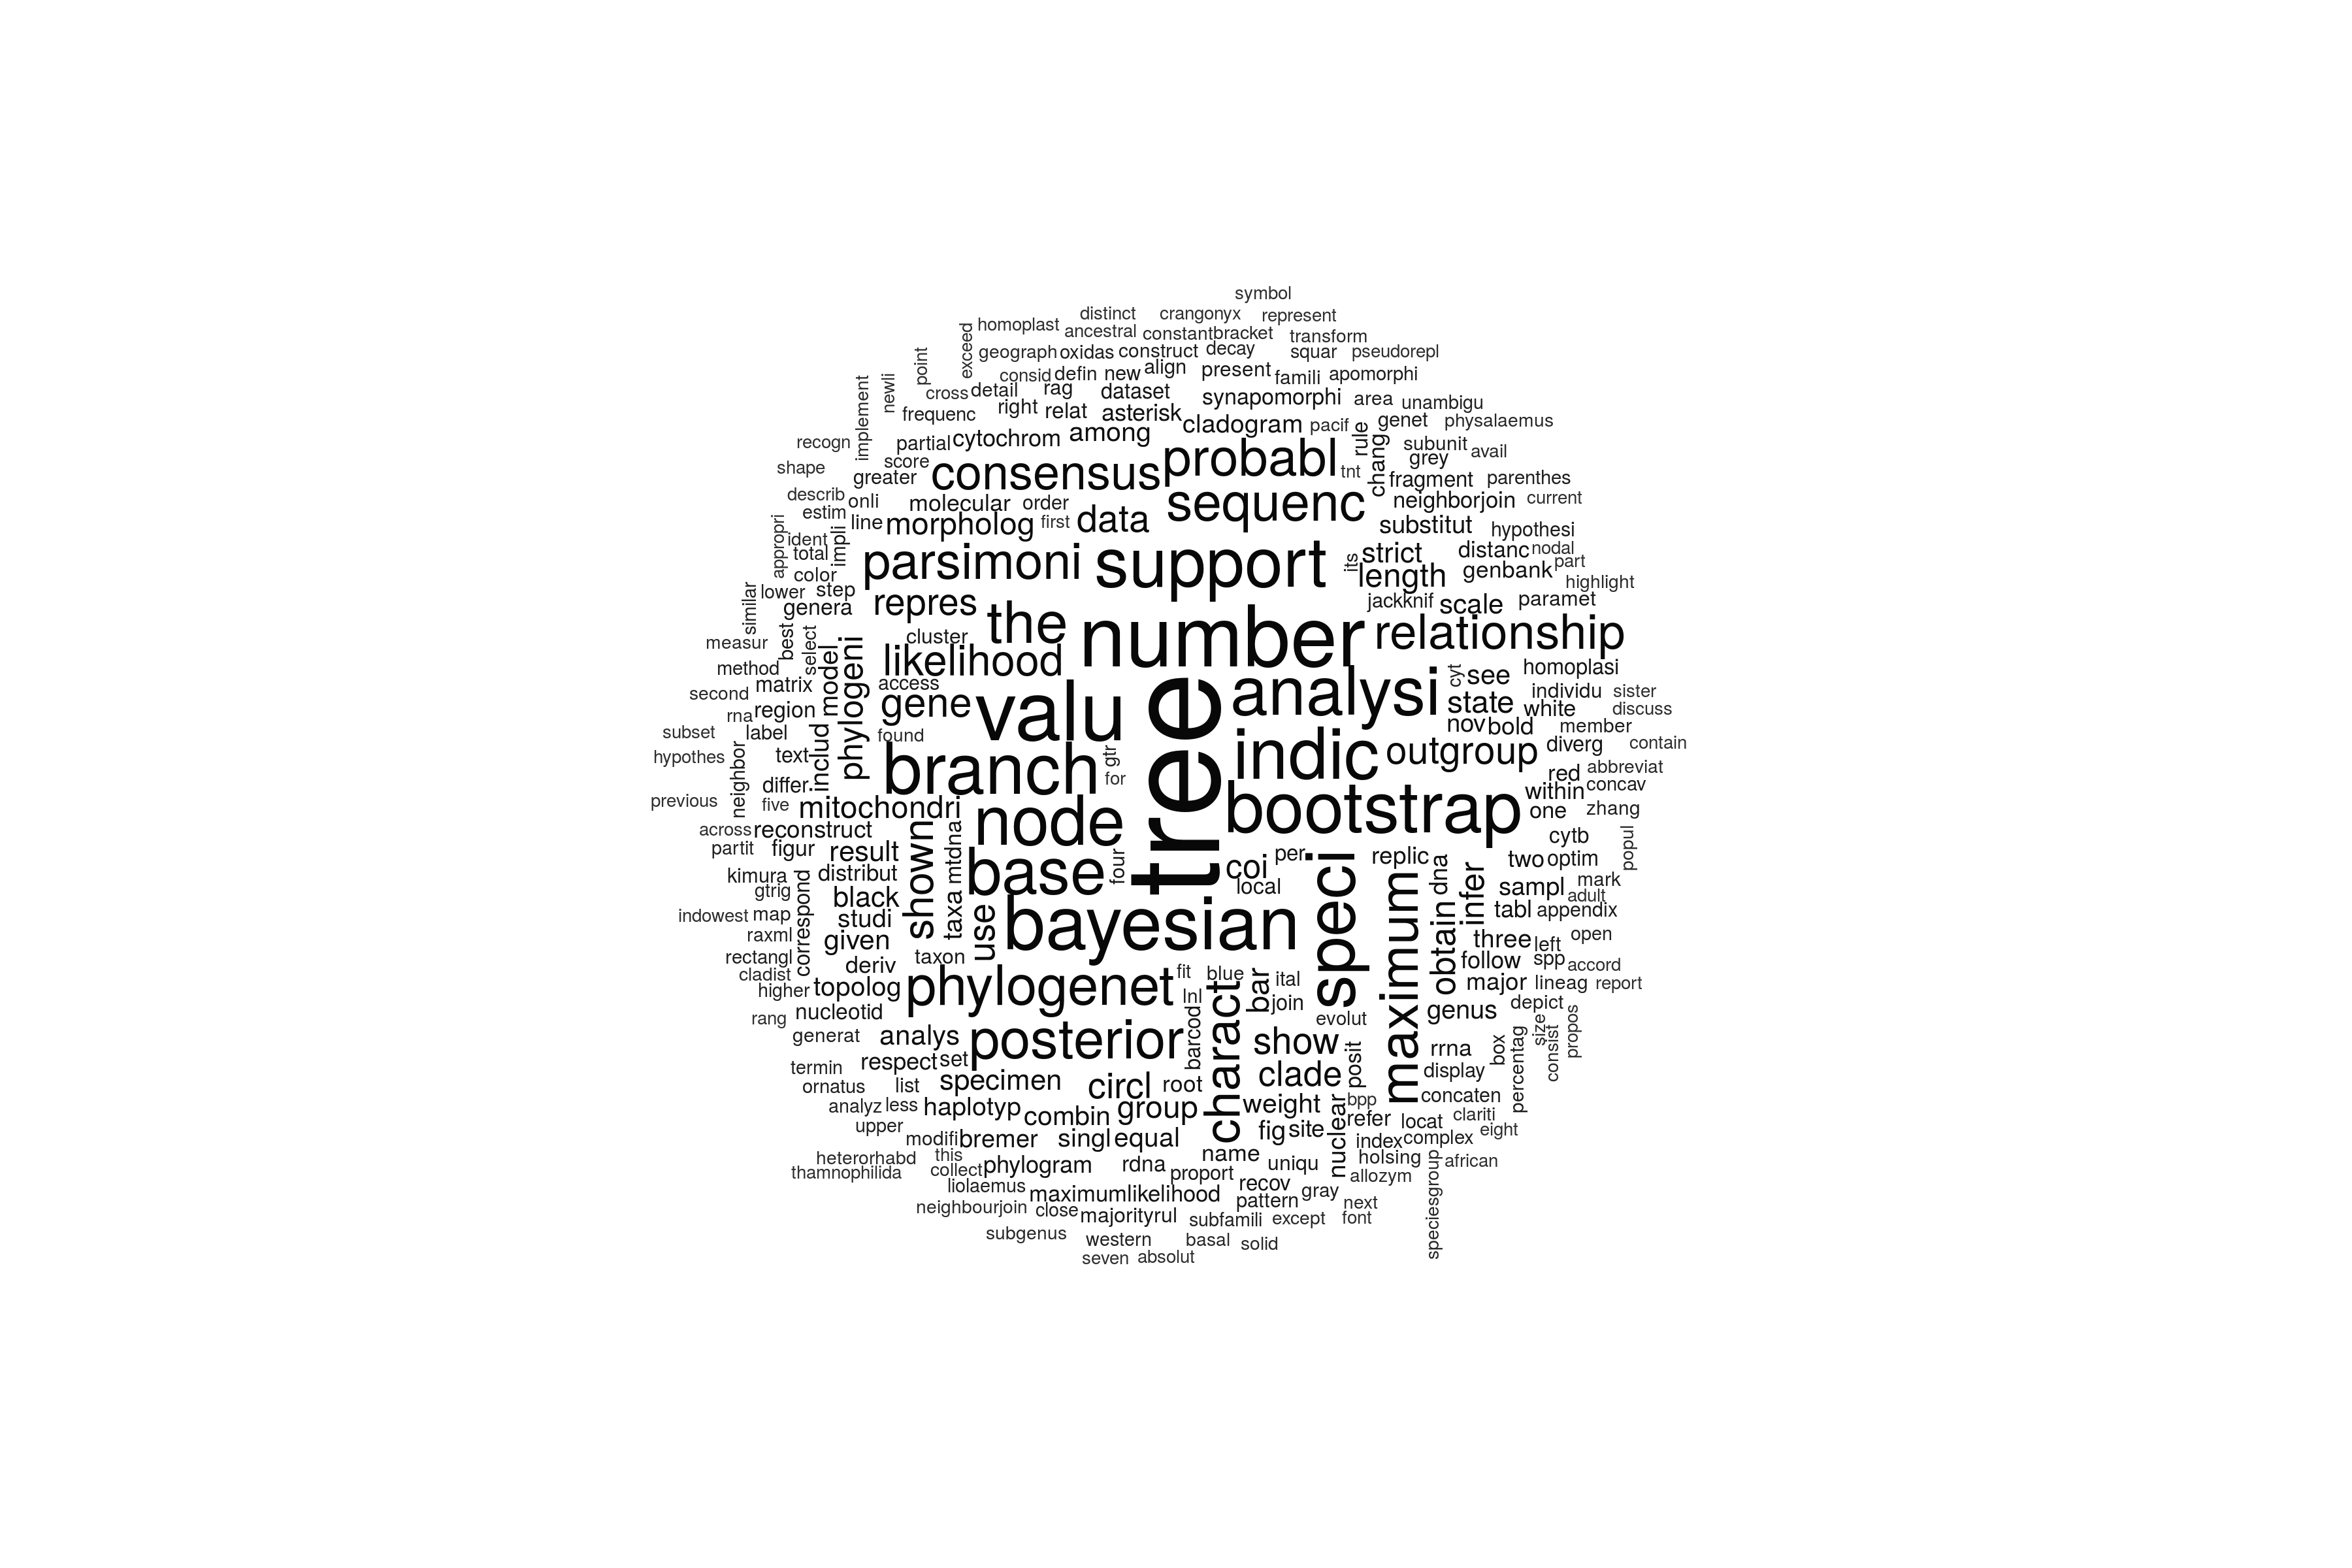 symbol
distinct crangonyx represent
homoplast ancestral constant bracket transform
exceed point geograph oxidas construct decay squar pseudorepl
newli implement consid defin new align present famili apomorphi
cross detail rag dataset synapomorphi area unambigu
frequenc right relat asterisk cladogram pacif rule genet physalaemus
recogn partial cytochrom among probabl chang subunit avail
shape score greater consensus tnt grey fragment parenthes
describ onli molecular order sequenc neighborjoin current
estim line morpholog first data substitut hypothesi
appropri ident impli total parsimoni support its strict distanc nodal part
color length genbank highlight
similar lower step genera repres the jackknif scale paramet
measur best select cluster number relationship
method model phylogeni likelihood cyt see homoplasi
second matrix access gene valu tree analysi state individu sister
rna region white discuss
subset label found nov bold member
hypothes neighbor text includ branch gtr indic outgroup diverg contain
differ for red abbreviat
previous five mitochondri node bootstrap within concav one zhang
across reconstruct shown mtdna cytb popul
partit figur result base four coi per speci replic two optim
kimura distribut local maximum dna infer sampl mark
gtrig correspond black taxa use adult
indowest map studi bayesian obtain tabl appendix
raxml given three left open
rectangl deriv taxon follow spp accord
cladist higher topolog phylogenet fit blue bar ital major lineag report
rang nucleotid lnl charact join evolut genus depict
generat analys posterior barcod show posit rrna box percentag size consist propos
termin respect set clade display
ornatus list specimen circl root concaten
analyz less haplotyp combin group weight nuclear bpp refer locat clariti
upper modifi bremer singl equal fig site index complex eight
heterorhabd this name holsing speciesgroup african
thamnophilida collect phylogram rdna proport uniqu allozym
liolaemus maximumlikelihood recov pattern gray next
neighbourjoin close majorityrul subfamili except font
subgenus western basal solid
seven absolut